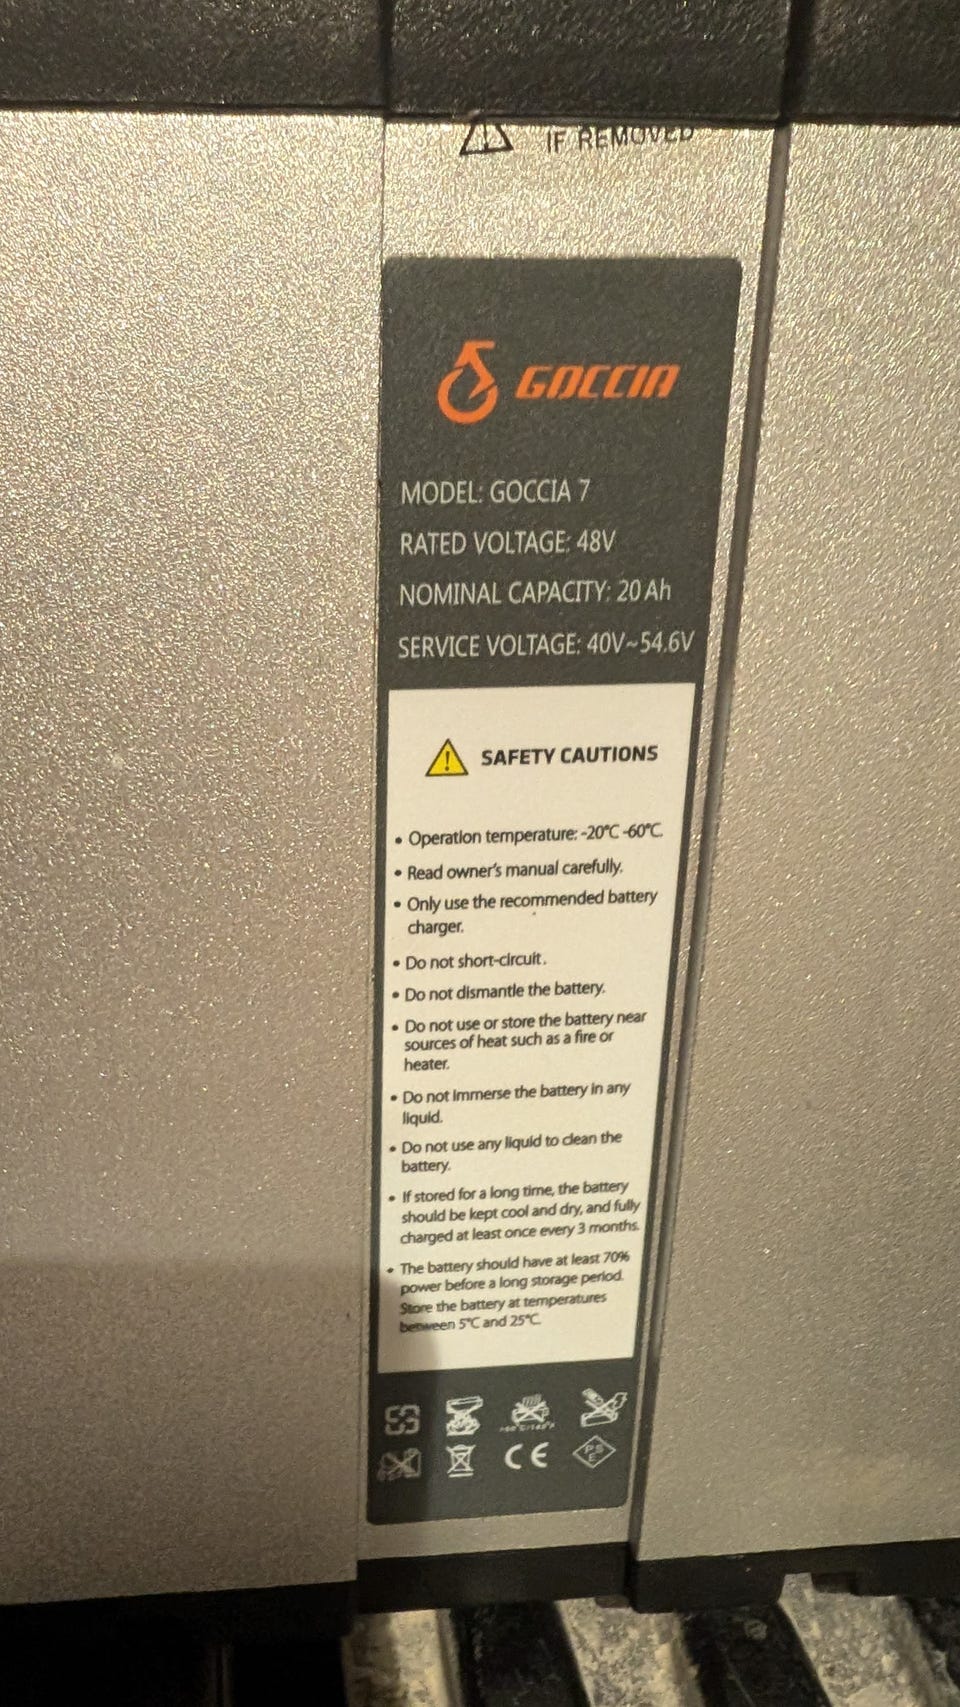 IF REMOVED
GOCCIA
MODEL: GOCCIA 7
RATED VOLTAGE: 48V
NOMINAL CAPACITY: 20 Ah
SERVICE VOLTAGE: 40V~54.6V
SAFETY CAUTIONS
• Operation temperature: -20°C -60°C.
• Read owner's manual carefully.
• Only use the recommended battery
charger.
• Do not short-circuit.
• Do not dismantle the battery.
• Do not use or store the battery near
sources of heat such as a fire or
heater.
• Do not immerse the battery in any
liquid.
• Do not use any liquid to clean the
battery.
• If stored for a long time, the battery
should be kept cool and dry, and fully
charged at least once every 3 months.
• The battery should have at least 70%
power before a long storage period.
Store the battery at temperatures
between 5°C and 25°C.
CE
PS
E